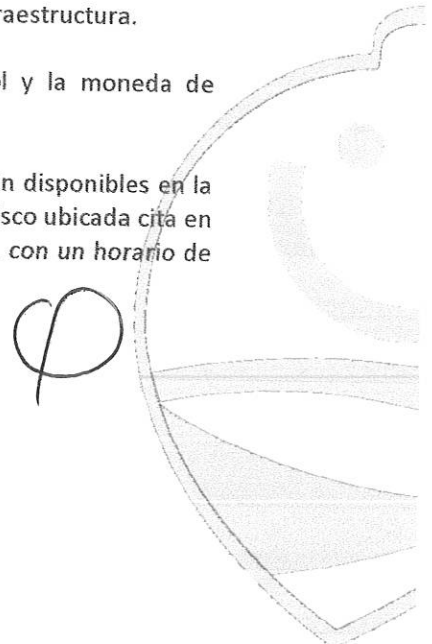 raestructura.
l y la moneda de
n disponibles en la
sco ubicada cita en
con un horario de